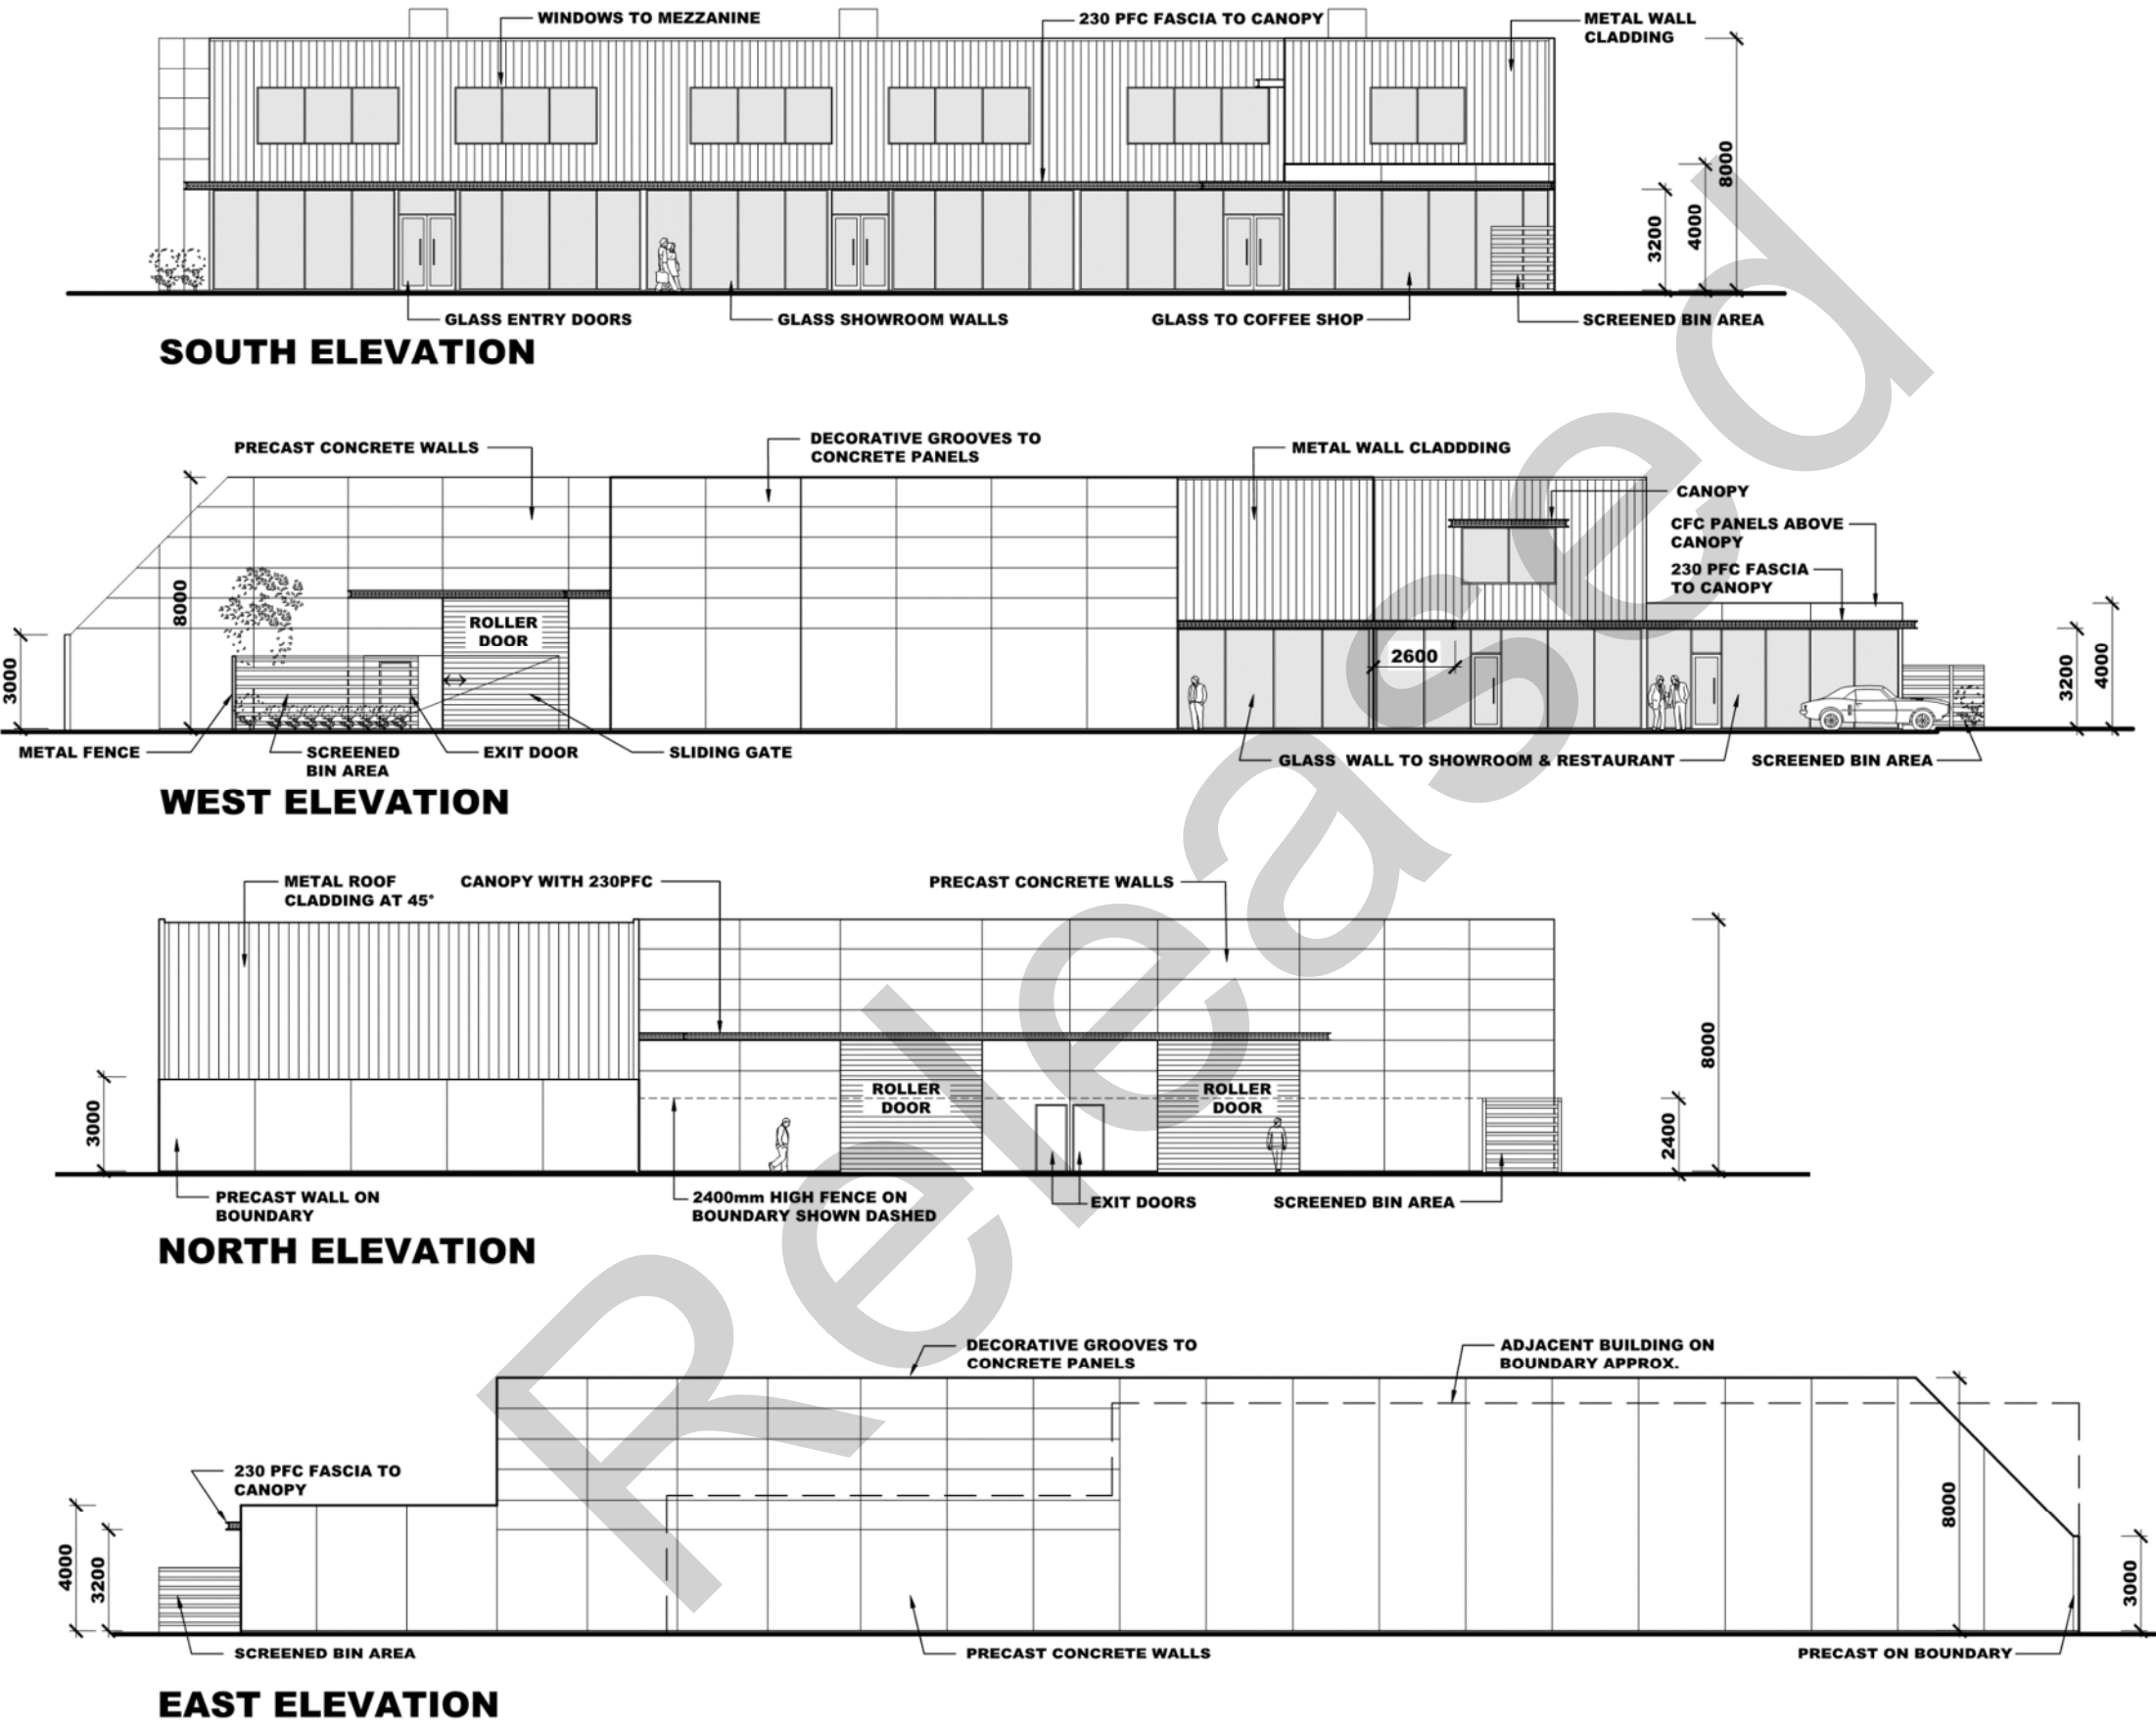 WINDOWS TO MEZZANINE
230 PFC FASCIA TO CANOPY
METAL WALL
CLADDING
8000
4000
3200
GLASS ENTRY DOORS
GLASS SHOWROOM WALLS
GLASS TO COFFEE SHOP
SCREENED BIN AREA
SOUTH ELEVATION
PRECAST CONCRETE WALLS
DECORATIVE GROOVES TO
CONCRETE PANELS
METAL WALL CLADDDING
CANOPY
CFC PANELS ABOVE
CANOPY
230 PFC FASCIA
TO CANOPY
8000
3000
ROLLER
DOOR
2600
3200
4000
METAL FENCE
SCREENED
BIN AREA
EXIT DOOR
SLIDING GATE
GLASS WALL TO SHOWROOM & RESTAURANT
SCREENED BIN AREA
WEST ELEVATION
METAL ROOF
CLADDING AT 45°
CANOPY WITH 230PFC
PRECAST CONCRETE WALLS
8000
3000
ROLLER
DOOR
ROLLER
DOOR
2400
PRECAST WALL ON
BOUNDARY
2400mm HIGH FENCE ON
BOUNDARY SHOWN DASHED
EXIT DOORS
SCREENED BIN AREA
NORTH ELEVATION
DECORATIVE GROOVES TO
CONCRETE PANELS
ADJACENT BUILDING ON
BOUNDARY APPROX.
230 PFC FASCIA TO
CANOPY
4000
3200
8000
3000
SCREENED BIN AREA
PRECAST CONCRETE WALLS
PRECAST ON BOUNDARY
EAST ELEVATION
Released